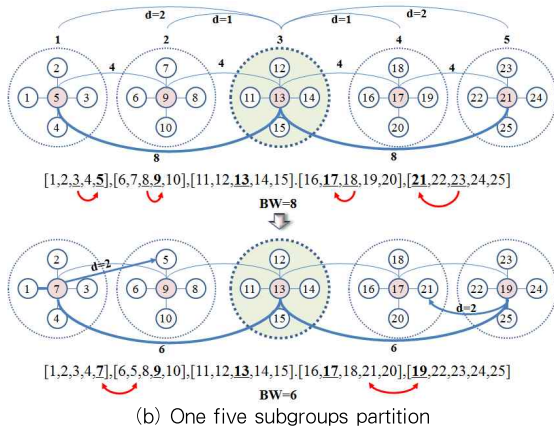 d=2 d=1 d=1 d=2
1 2 3 4 5
2 7 12 18 23
4 4 4 4
1 5 3 6 9 8 11 13 14 16 17 19 22 21 24
4 10 15 20 25
8 8
[1,2,3,4,5],[6,7,8,9,10],[11,12,13,14,15].[16,17,18,19,20],[21,22,23,24,25]
BW=8
2 d=2 5 12 18 23
1 7 3 6 9 8 11 13 14 16 17 21 22 19 24
d=2
4 10 15 20 25
6 6
[1,2,3,4,7],[6,5,8,9,10],[11,12,13,14,15].[16,17,18,21,20],[19,22,23,24,25]
BW=6
(b) One five subgroups partition